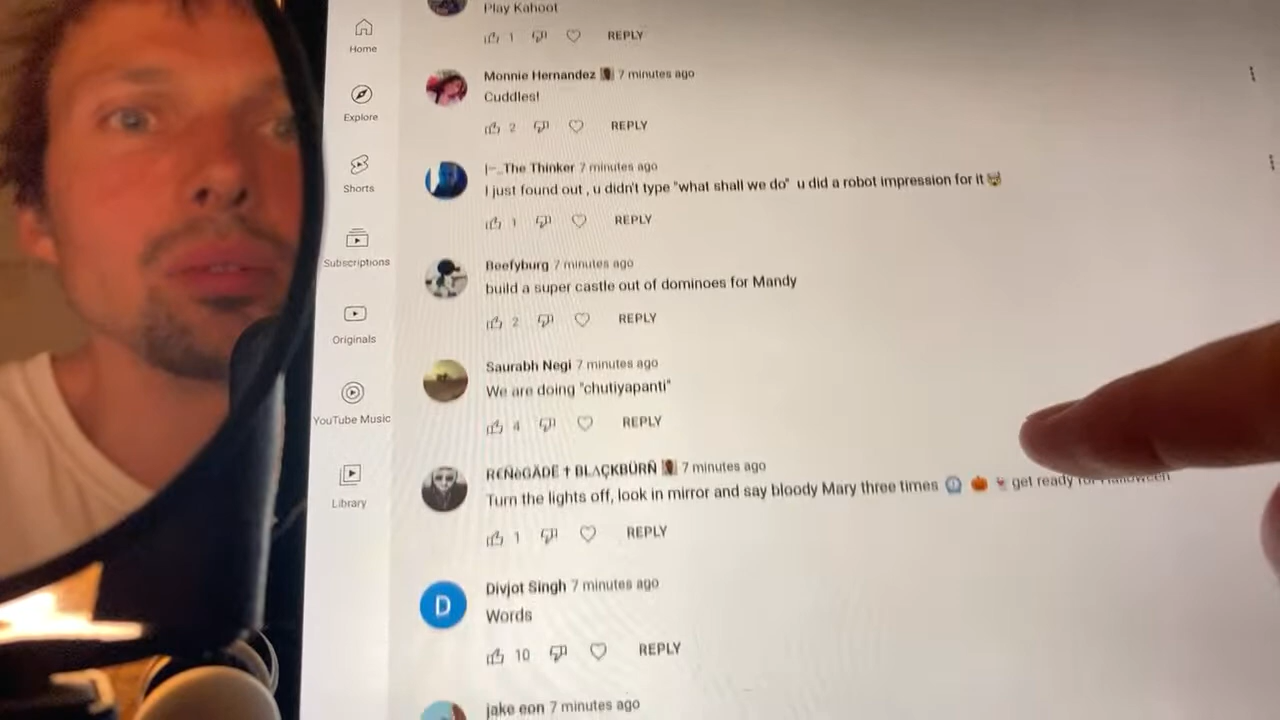 Home
Explore
Shorts
Subscriptions
Originals
YouTube Music
Library
Play Kahoot
1 REPLY
Monnie Hernandez 7 minutes ago
Cuddles!
2 REPLY
|-_The Thinker 7 minutes ago
I just found out , u didn't type "what shall we do" u did a robot impression for it 🤯
1 REPLY
Beefyburg 7 minutes ago
build a super castle out of dominoes for Mandy
2 REPLY
Saurabh Negi 7 minutes ago
We are doing "chutiyapanti"
4 REPLY
7 minutes ago
Turn the lights off, look in mirror and say bloody Mary three times 🎃 👻 get ready for Halloween
1 REPLY
D
Divjot Singh 7 minutes ago
Words
10 REPLY
jake eon 7 minutes ago